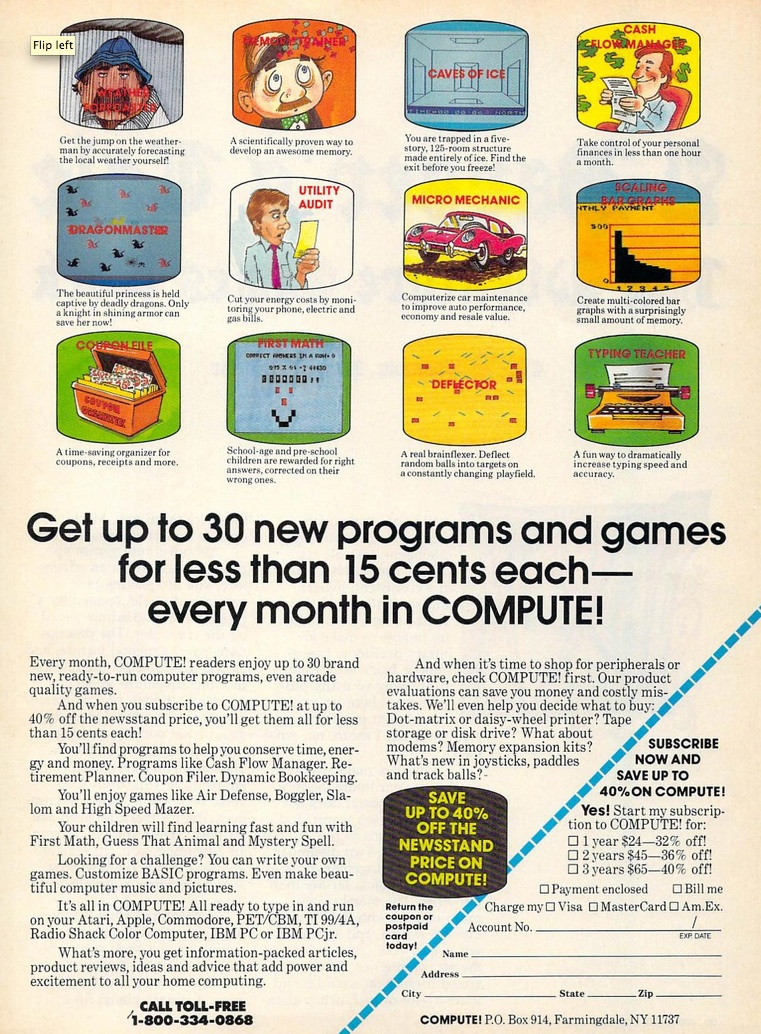 Flip left
WEATHER
FORECASTER
MEMORY TRAINER
CAVES OF ICE
CASH
FLOW MANAGER
Get the jump on the weather-
man by accurately forecasting
the local weather yourself!
A scientifically proven way to
develop an awesome memory.
You are trapped in a five-
story, 125-room structure
made entirely of ice. Find the
exit before you freeze!
Take control of your personal
finances in less than one hour
a month.
DRAGONMASTER
UTILITY
AUDIT
MICRO MECHANIC
SCALING
BAR GRAPHS
NTHLY PAYMENT
300
0
1 2 3 4 5
The beautiful princess is held
captive by deadly dragons. Only
a knight in shining armor can
save her now!
Cut your energy costs by moni-
toring your phone, electric and
gas bills.
Computerize car maintenance
to improve auto performance,
economy and resale value.
Create multi-colored bar
graphs with a surprisingly
small amount of memory.
COUPON FILE
COUPON
ORGANIZER
FIRST MATH
CORRECT ANSWERS IN A ROW= 0
DEFLECTOR
TYPING TEACHER
A time-saving organizer for
coupons, receipts and more.
School-age and pre-school
children are rewarded for right
answers, corrected on their
wrong ones.
A real brainflexer. Deflect
random balls into targets on
a constantly changing playfield.
A fun way to dramatically
increase typing speed and
accuracy.
Get up to 30 new programs and games
for less than 15 cents each—
every month in COMPUTE!
Every month, COMPUTE! readers enjoy up to 30 brand
new, ready-to-run computer programs, even arcade
quality games.
And when you subscribe to COMPUTE! at up to
40% off the newsstand price, you'll get them all for less
than 15 cents each!
You'll find programs to help you conserve time, ener-
gy and money. Programs like Cash Flow Manager. Re-
tirement Planner. Coupon Filer. Dynamic Bookkeeping.
You'll enjoy games like Air Defense, Boggler, Sla-
lom and High Speed Mazer.
Your children will find learning fast and fun with
First Math, Guess That Animal and Mystery Spell.
Looking for a challenge? You can write your own
games. Customize BASIC programs. Even make beau-
tiful computer music and pictures.
It's all in COMPUTE! All ready to type in and run
on your Atari, Apple, Commodore, PET/CBM, TI 99/4A,
Radio Shack Color Computer, IBM PC or IBM PCjr.
What's more, you get information-packed articles,
product reviews, ideas and advice that add power and
excitement to all your home computing.
CALL TOLL-FREE
1-800-334-0868
And when it's time to shop for peripherals or
hardware, check COMPUTE! first. Our product
evaluations can save you money and costly mis-
takes. We'll even help you decide what to buy:
Dot-matrix or daisy-wheel printer? Tape
storage or disk drive? What about
modems? Memory expansion kits?
What's new in joysticks, paddles
and track balls?
SAVE
UP TO 40%
OFF THE
NEWSSTAND
PRICE ON
COMPUTE!
Return the
coupon or
postpaid
card
today!
SUBSCRIBE
NOW AND
SAVE UP TO
40% ON COMPUTE!
Yes! Start my subscrip-
tion to COMPUTE! for:
☐ 1 year $24—32% off!
☐ 2 years $45—36% off!
☐ 3 years $65—40% off!
☐ Payment enclosed ☐ Bill me
Charge my ☐ Visa ☐ MasterCard ☐ Am.Ex.
Account No. /
EXP. DATE
Name
Address
City State Zip
COMPUTE! P.O. Box 914, Farmingdale, NY 11737